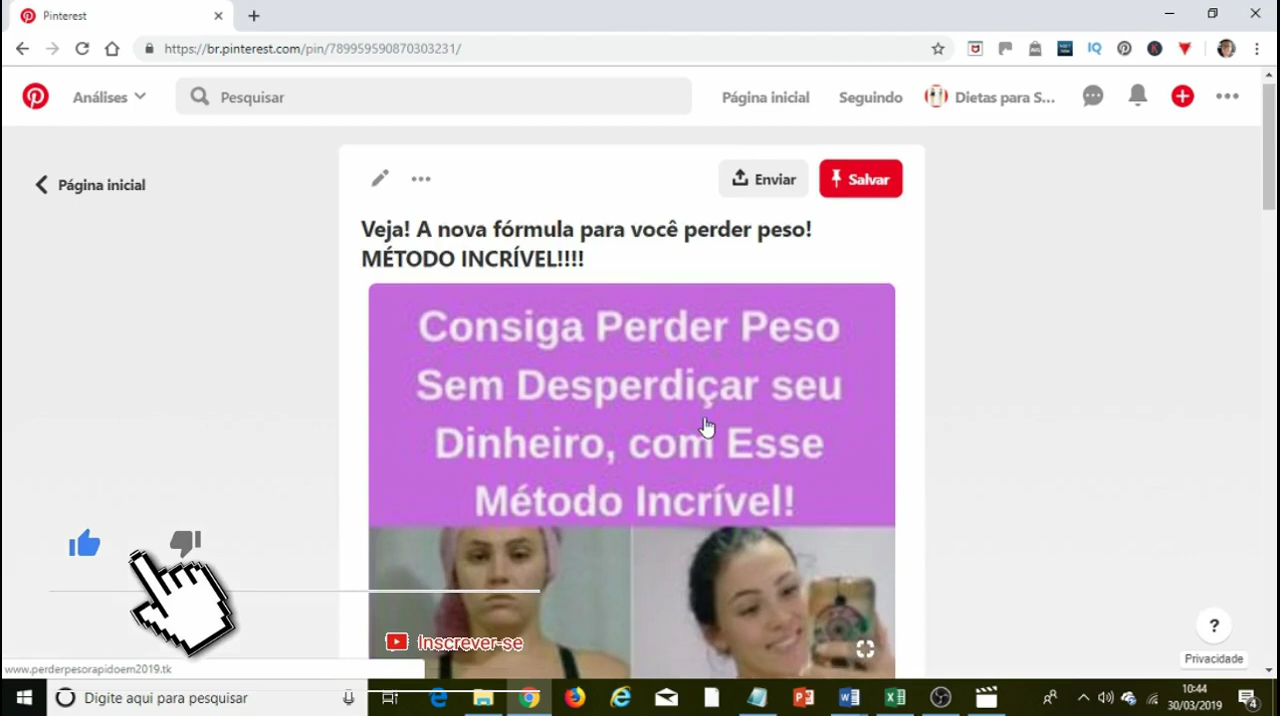 Pinterest
https://br.pinterest.com/pin/789959590870303231/
IQ
Análises
Pesquisar
Página inicial
Seguindo
Dietas para S...
Página inicial
Enviar
Salvar
Veja! A nova fórmula para você perder peso!
MÉTODO INCRÍVEL!!!!
Consiga Perder Peso
Sem Desperdiçar seu
Dinheiro, com Esse
Método Incrível!
Inscrever-se
?
Privacidade
www.perderpesorapidoem2019.tk
Digite aqui para pesquisar
10:44
30/03/2019
4